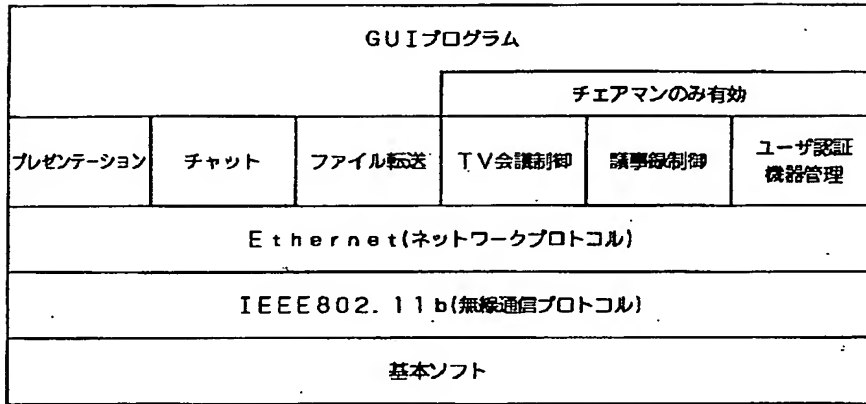 GUIプログラム
チェアマンのみ有効
プレゼンテーション
チャット
ファイル転送
TV会議制御
議事録制御
ユーザ認証
機器管理
Ethernet(ネットワークプロトコル)
IEEE802.11b(無線通信プロトコル)
基本ソフト